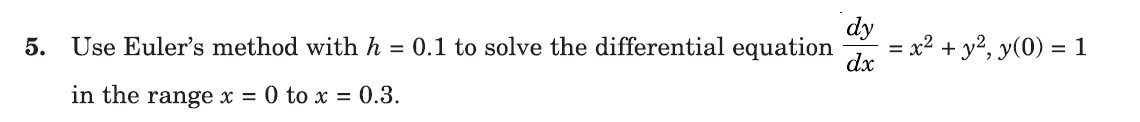 5. Use Euler's method with h = 0.1 to solve the differential equation dy/dx = x² + y², y(0) = 1
in the range x = 0 to x = 0.3.